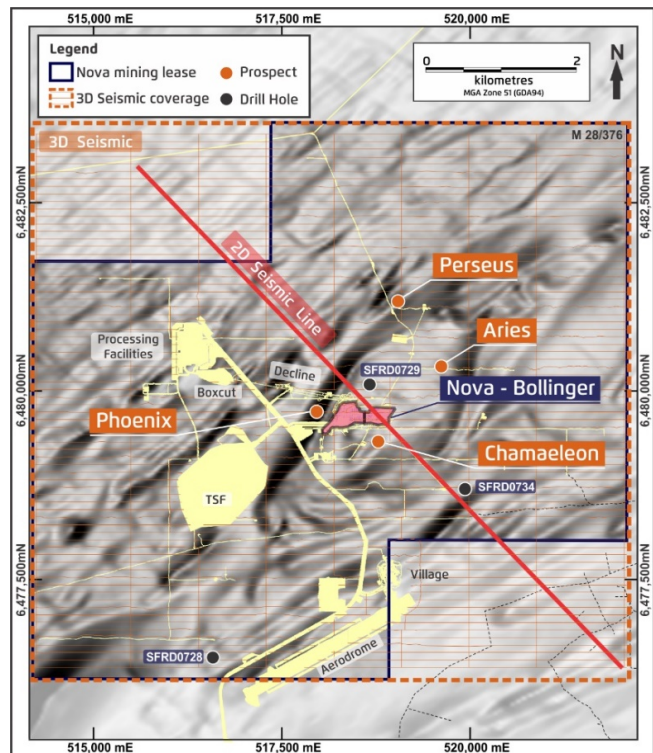 515,000 mE
517,500 mE
520,000 mE
Legend
Nova mining lease
Prospect
3D Seismic coverage
Drill Hole
0
2
kilometres
MGA Zone 51 (GDA94)
N
3D Seismic
M 28/376
6,482,500mN
6,482,500mN
2D Seismic Line
Perseus
Processing
Facilities
Aries
Decline
SFRD0729
Boxcut
Nova - Bollinger
6,480,000mN
6,480,000mN
Phoenix
Chamaeleon
TSF
SFRD0734
6,477,500mN
6,477,500mN
Village
SFRD0728
Aerodrome
515,000 mE
517,500 mE
520,000 mE